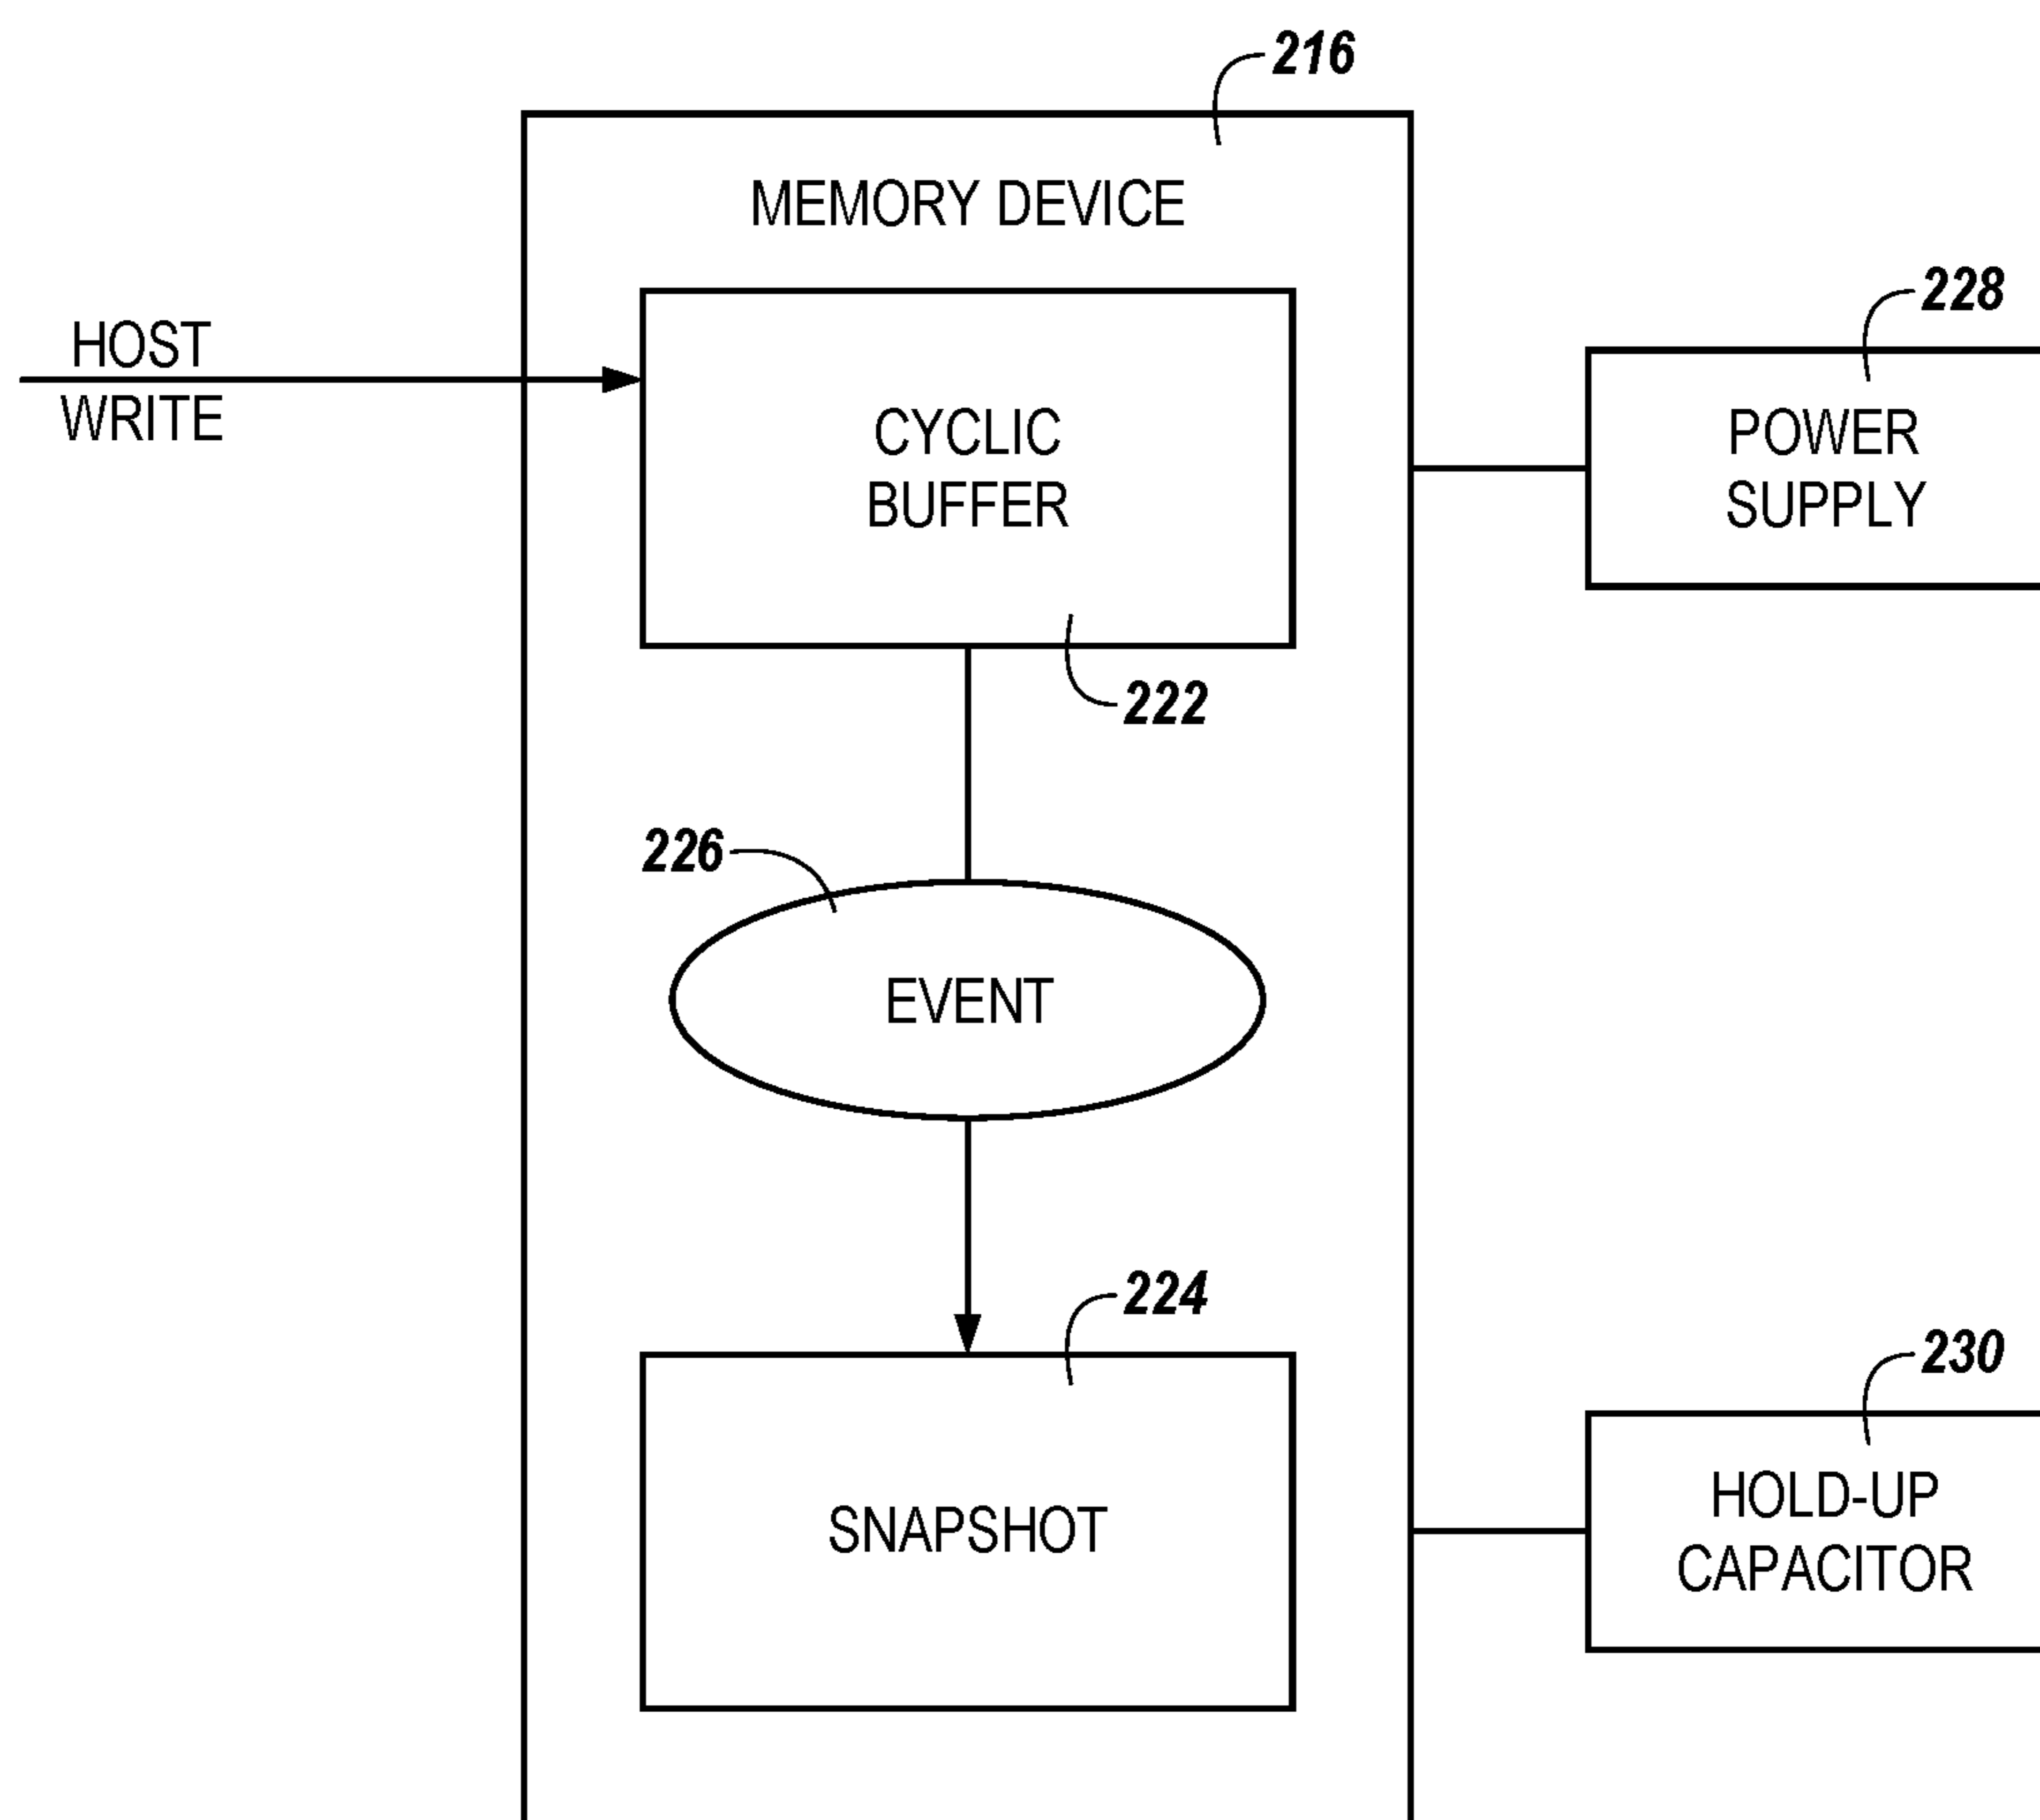 216
MEMORY DEVICE
228
HOST
WRITE
CYCLIC
BUFFER
POWER
SUPPLY
222
226
EVENT
224
230
SNAPSHOT
HOLD-UP
CAPACITOR